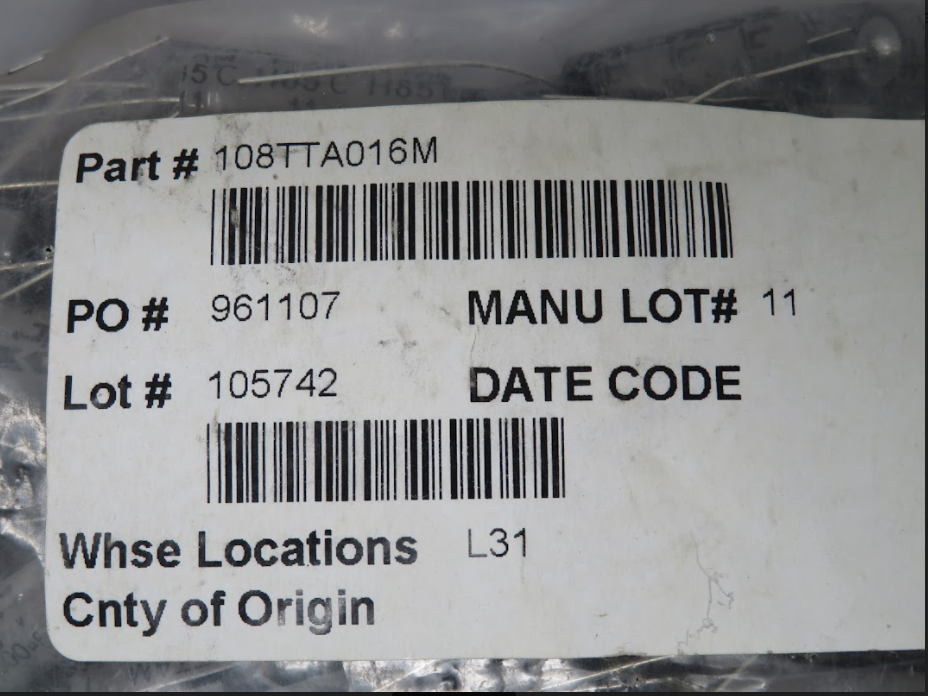 Part # 108TTA016M
PO # 961107 MANU LOT# 11
Lot # 105742 DATE CODE
Whse Locations L31
Cnty of Origin